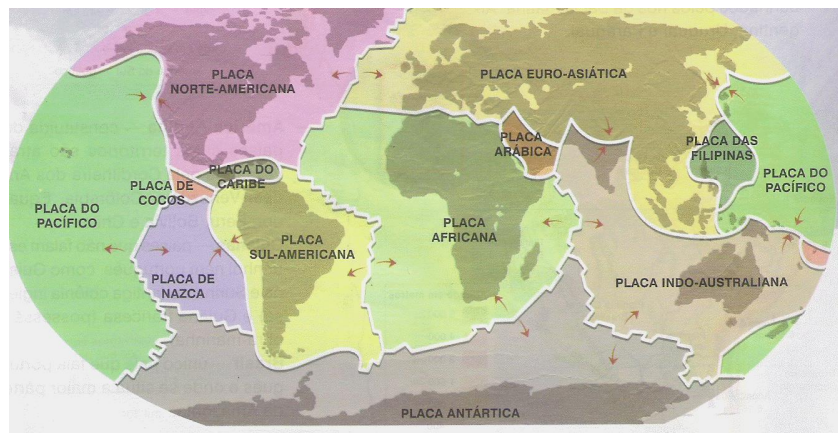 PLACA
NORTE-AMERICANA
PLACA EURO-ASIÁTICA
PLACA
ARÁBICA
PLACA DAS
FILIPINAS
PLACA DO
CARIBE
PLACA DE
COCOS
PLACA DO
PACÍFICO
PLACA DO
PACÍFICO
PLACA
SUL-AMERICANA
PLACA
AFRICANA
PLACA DE
NAZCA
PLACA INDO-AUSTRALIANA
PLACA ANTÁRTICA